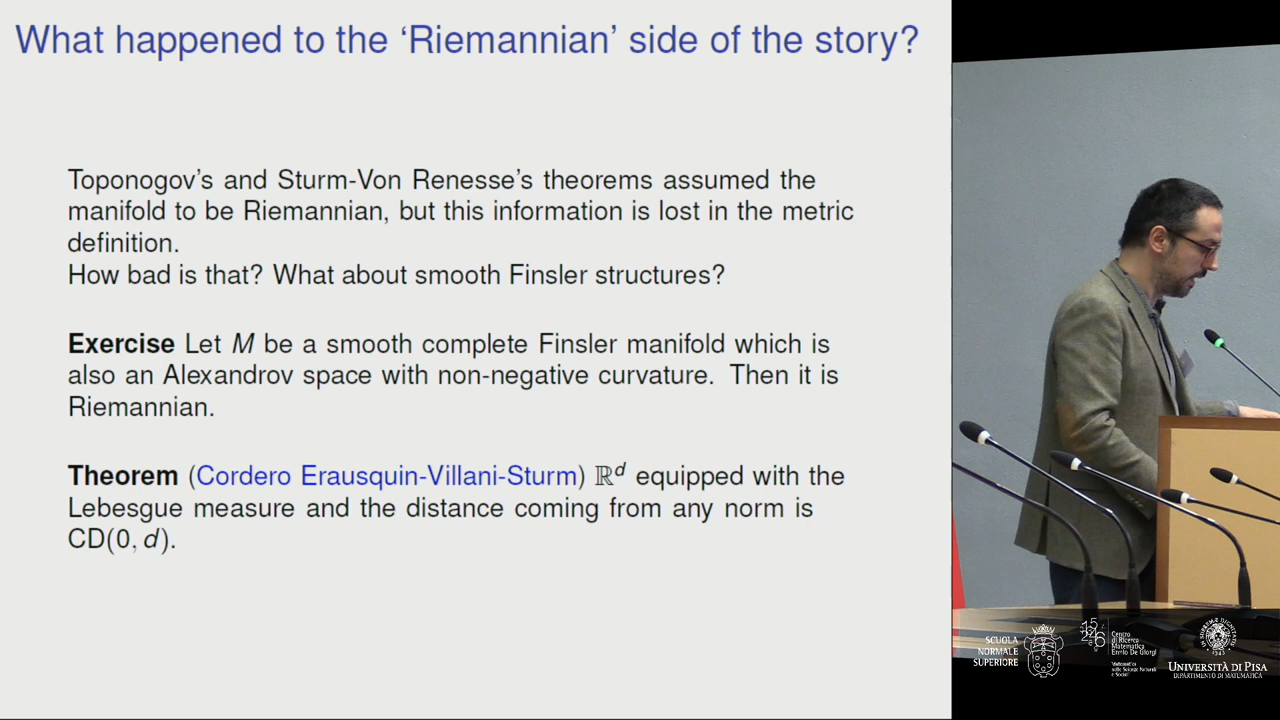 What happened to the ‘Riemannian’ side of the story?
Toponogov’s and Sturm-Von Renesse’s theorems assumed the
manifold to be Riemannian, but this information is lost in the metric
definition.
How bad is that? What about smooth Finsler structures?
Exercise Let M be a smooth complete Finsler manifold which is
also an Alexandrov space with non-negative curvature. Then it is
Riemannian.
Theorem (Cordero Erausquin-Villani-Sturm) ℝᵈ equipped with the
Lebesgue measure and the distance coming from any norm is
CD(0, d).
SCUOLA
NORMALE
SUPERIORE
Centro
di Ricerca
Matematica
Ennio De Giorgi
UNIVERSITÀ DI PISA
DIPARTIMENTO DI MATEMATICA